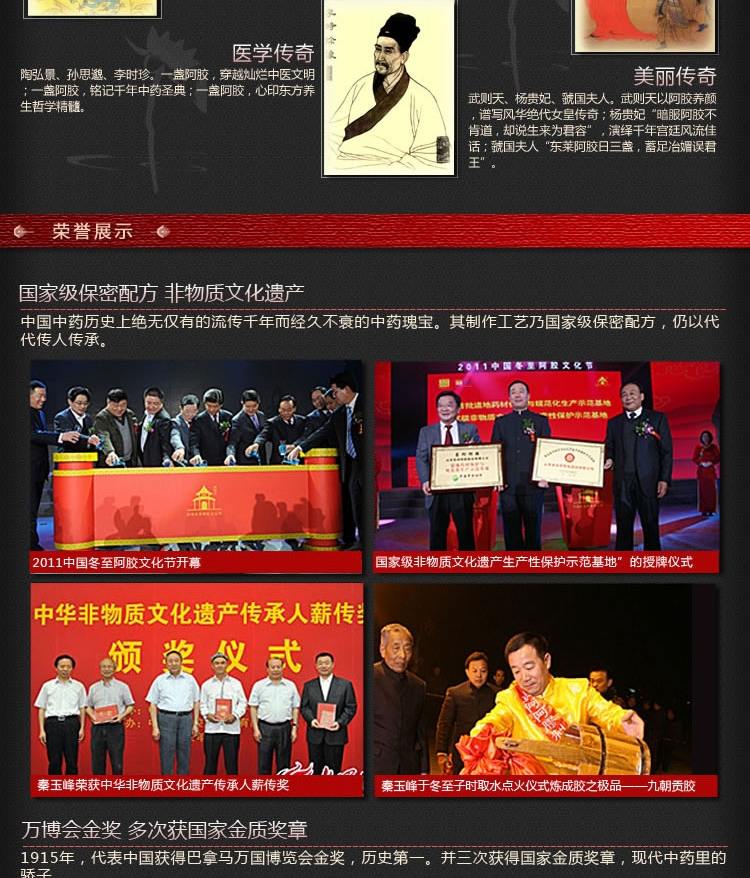 医学传奇
陶弘景、孙思邈、李时珍。一盏阿胶，穿越灿烂中医文明
；一盏阿胶，铭记千年中药圣典；一盏阿胶，心印东方养
生哲学精髓。
美丽传奇
武则天、杨贵妃、虢国夫人。武则天以阿胶养颜
，谱写风华绝代女皇传奇；杨贵妃“暗服阿胶不
肯道，却说生来为君容”，演绎千年宫廷风流佳
话；虢国夫人“东莱阿胶日三盏，蓄足冶媚误君
王”。
荣誉展示
国家级保密配方 非物质文化遗产
中国中药历史上绝无仅有的流传千年而经久不衰的中药瑰宝。其制作工艺乃国家级保密配方，仍以代
代传人传承。
2011中国冬至阿胶文化节开幕
2011中国冬至阿胶文化节
国家级非物质文化遗产生产性保护示范基地”的授牌仪式
中华非物质文化遗产传承人薪传奖
颁奖仪式
秦玉峰荣获中华非物质文化遗产传承人薪传奖
秦玉峰于冬至子时取水点火仪式炼成胶之极品——九朝贡胶
万博会金奖 多次获国家金质奖章
1915年，代表中国获得巴拿马万国博览会金奖，历史第一。并三次获得国家金质奖章，现代中药里的
骄子